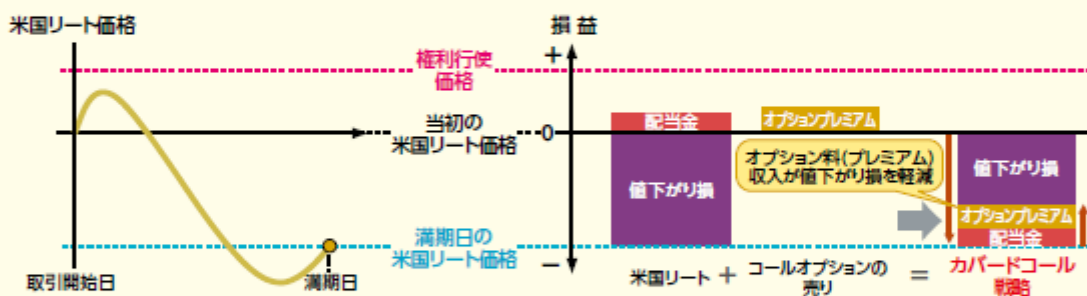 米国リート価格
損益
+
権利行使
価格
当初の
米国リート価格
0
配当金
オプションプレミアム
値下がり損
オプション料(プレミアム)
収入が値下がり損を軽減
値下がり損
オプションプレミアム
配当金
満期日の
米国リート価格
−
取引開始日
満期日
米国リート
+
コールオプションの
売り
=
カバードコール
戦略